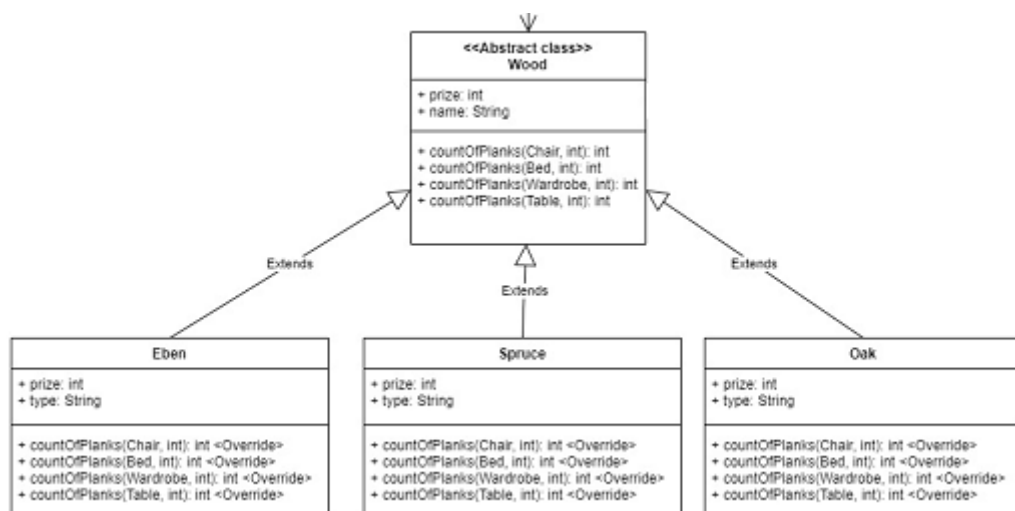 <<Abstract class>>
Wood
+ prize: int
+ name: String
+ countOfPlanks(Chair, int): int
+ countOfPlanks(Bed, int): int
+ countOfPlanks(Wardrobe, int): int
+ countOfPlanks(Table, int): int
Extends
Extends
Extends
Eben
+ prize: int
+ type: String
+ countOfPlanks(Chair, int): int <Override>
+ countOfPlanks(Bed, int): int <Override>
+ countOfPlanks(Wardrobe, int): int <Override>
+ countOfPlanks(Table, int): int <Override>
Spruce
+ prize: int
+ type: String
+ countOfPlanks(Chair, int): int <Override>
+ countOfPlanks(Bed, int): int <Override>
+ countOfPlanks(Wardrobe, int): int <Override>
+ countOfPlanks(Table, int): int <Override>
Oak
+ prize: int
+ type: String
+ countOfPlanks(Chair, int): int <Override>
+ countOfPlanks(Bed, int): int <Override>
+ countOfPlanks(Wardrobe, int): int <Override>
+ countOfPlanks(Table, int): int <Override>